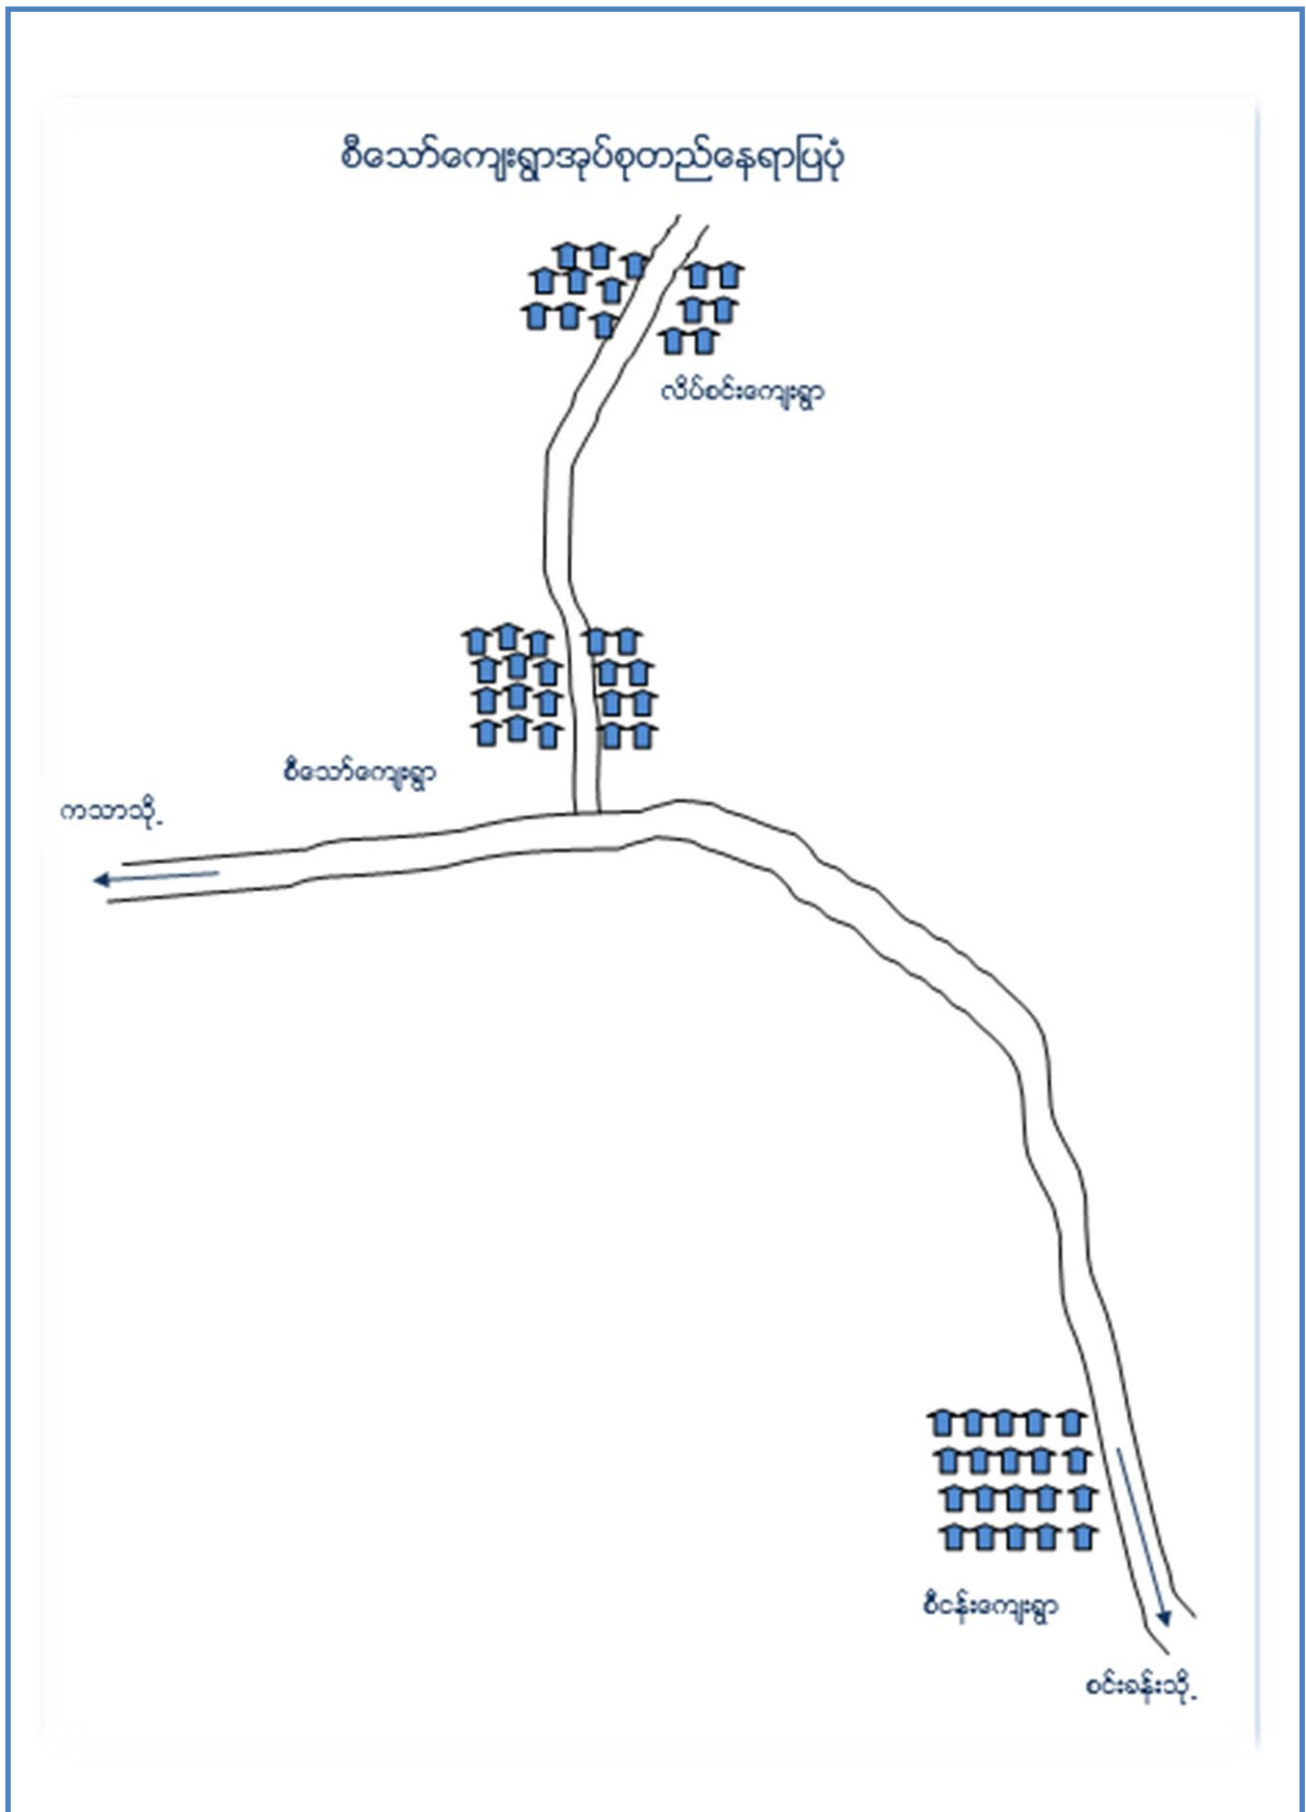 စီသော်ကျေးရွာအုပ်စုတည်နေရာပြပုံ
လိပ်စင်းကျေးရွာ
စီသော်ကျေးရွာ
ကသာသို့
စီငန်းကျေးရွာ
စင်းခန်းသို့